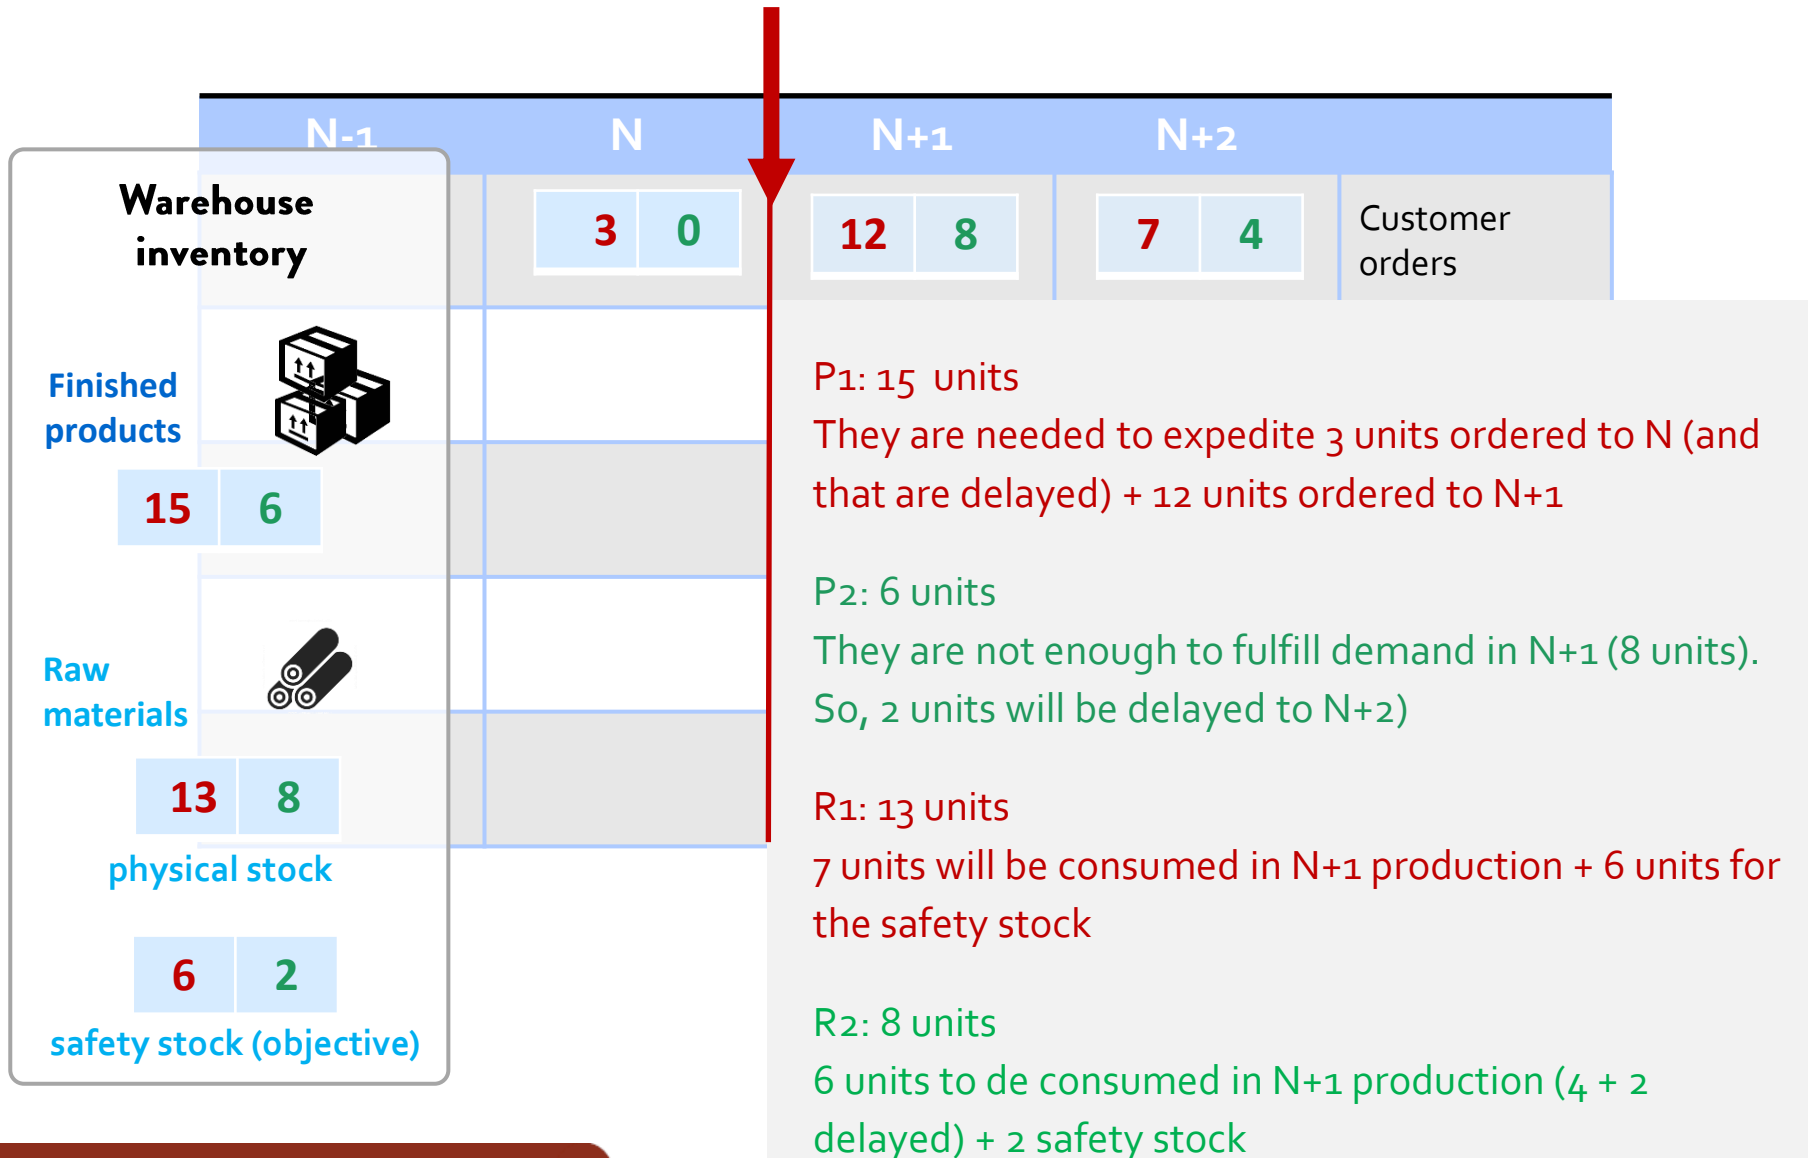 N-1 N N+1 N+2
Warehouse
inventory
3 0 12 8 7 4
Customer
orders
Finished
products
15 6
Raw
materials
13 8
physical stock
6 2
safety stock (objective)
P1: 15 units
They are needed to expedite 3 units ordered to N (and
that are delayed) + 12 units ordered to N+1
P2: 6 units
They are not enough to fulfill demand in N+1 (8 units).
So, 2 units will be delayed to N+2)
R1: 13 units
7 units will be consumed in N+1 production + 6 units for
the safety stock
R2: 8 units
6 units to de consumed in N+1 production (4 + 2
delayed) + 2 safety stock